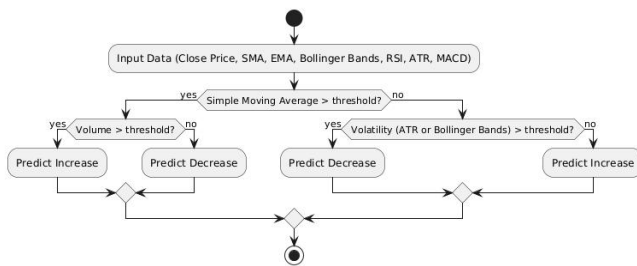 Input Data (Close Price, SMA, EMA, Bollinger Bands, RSI, ATR, MACD)
yes
Simple Moving Average > threshold?
no
yes
Volume > threshold?
no
yes
Volatility (ATR or Bollinger Bands) > threshold?
no
Predict Increase
Predict Decrease
Predict Decrease
Predict Increase